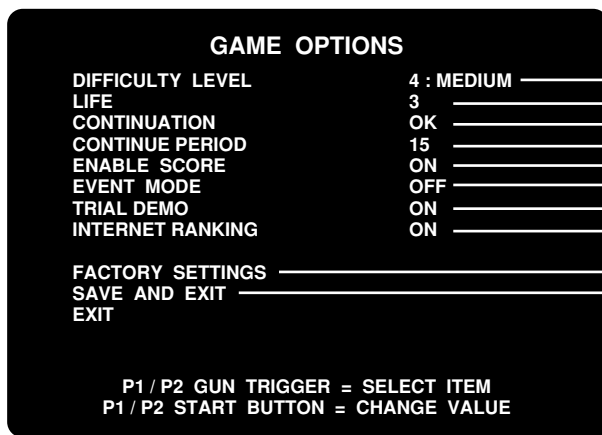 GAME OPTIONS
DIFFICULTY LEVEL 4 : MEDIUM
LIFE 3
CONTINUATION OK
CONTINUE PERIOD 15
ENABLE SCORE ON
EVENT MODE OFF
TRIAL DEMO ON
INTERNET RANKING ON
FACTORY SETTINGS
SAVE AND EXIT
EXIT
P1 / P2 GUN TRIGGER = SELECT ITEM
P1 / P2 START BUTTON = CHANGE VALUE